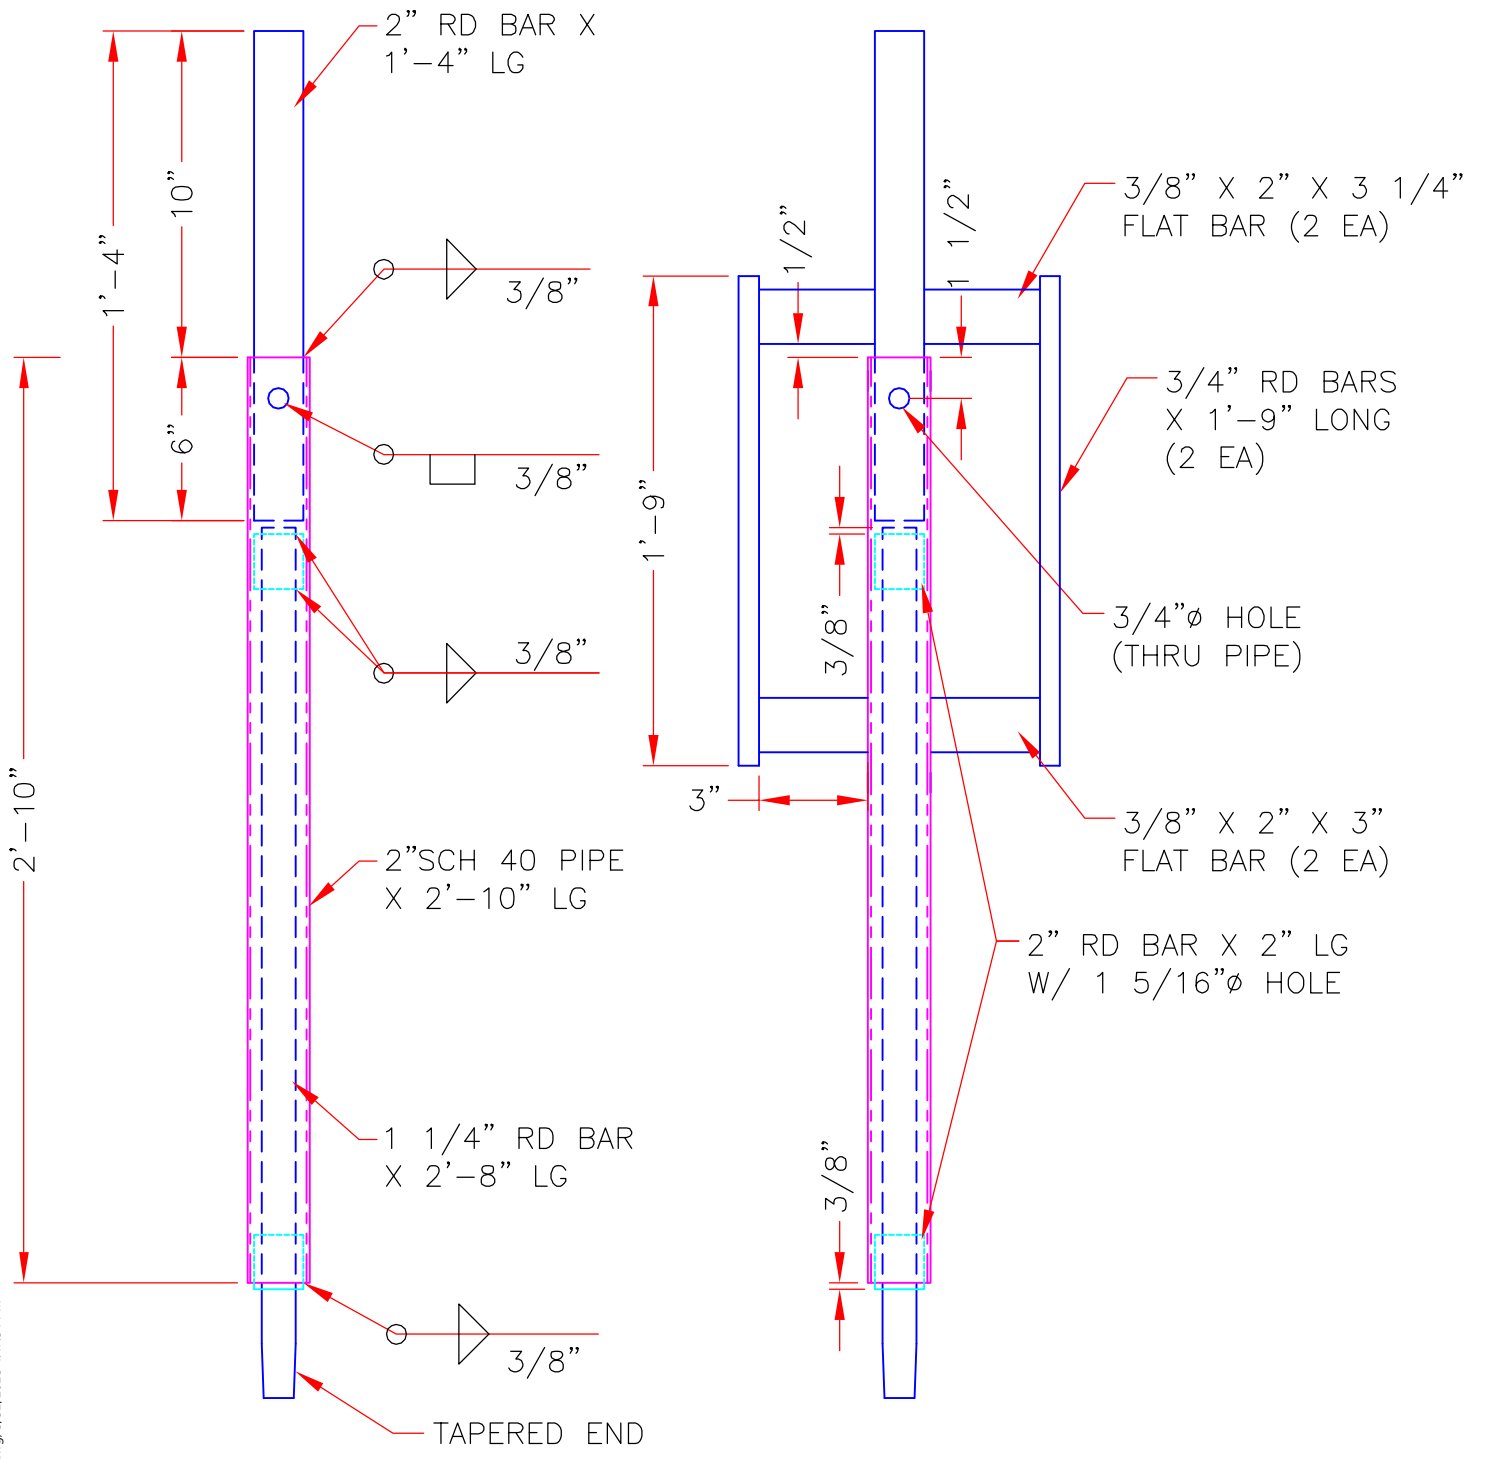 2” RD BAR X
1’-4” LG
10”
1’-4”
3/8”
6”
3/8”
3/8”
2’-10”
2”SCH 40 PIPE
X 2’-10” LG
1 1/4” RD BAR
X 2’-8” LG
3/8”
TAPERED END
3/8” X 2” X 3 1/4”
FLAT BAR (2 EA)
1/2”
1 1/2”
3/4” RD BARS
X 1’-9” LONG
(2 EA)
1’-9”
3/8”
3/4”ø HOLE
(THRU PIPE)
3”
3/8” X 2” X 3”
FLAT BAR (2 EA)
2” RD BAR X 2” LG
W/ 1 5/16”ø HOLE
3/8”